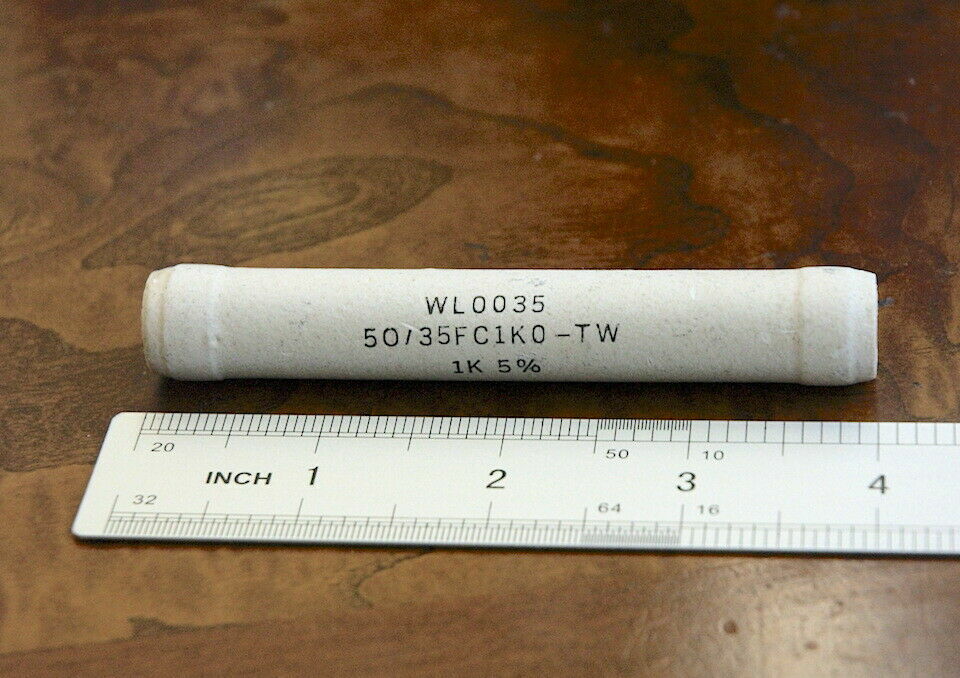 WL0035
50/35FC1K0-TW
1K 5%
20 50 10
INCH 1 2 3 4
32 64 16